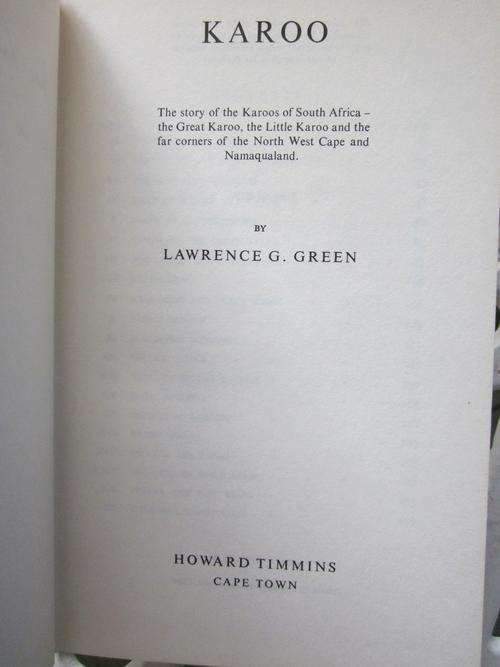 KAROO
The story of the Karoos of South Africa –
the Great Karoo, the Little Karoo and the
far corners of the North West Cape and
Namaqualand.
BY
LAWRENCE G. GREEN
HOWARD TIMMINS
CAPE TOWN